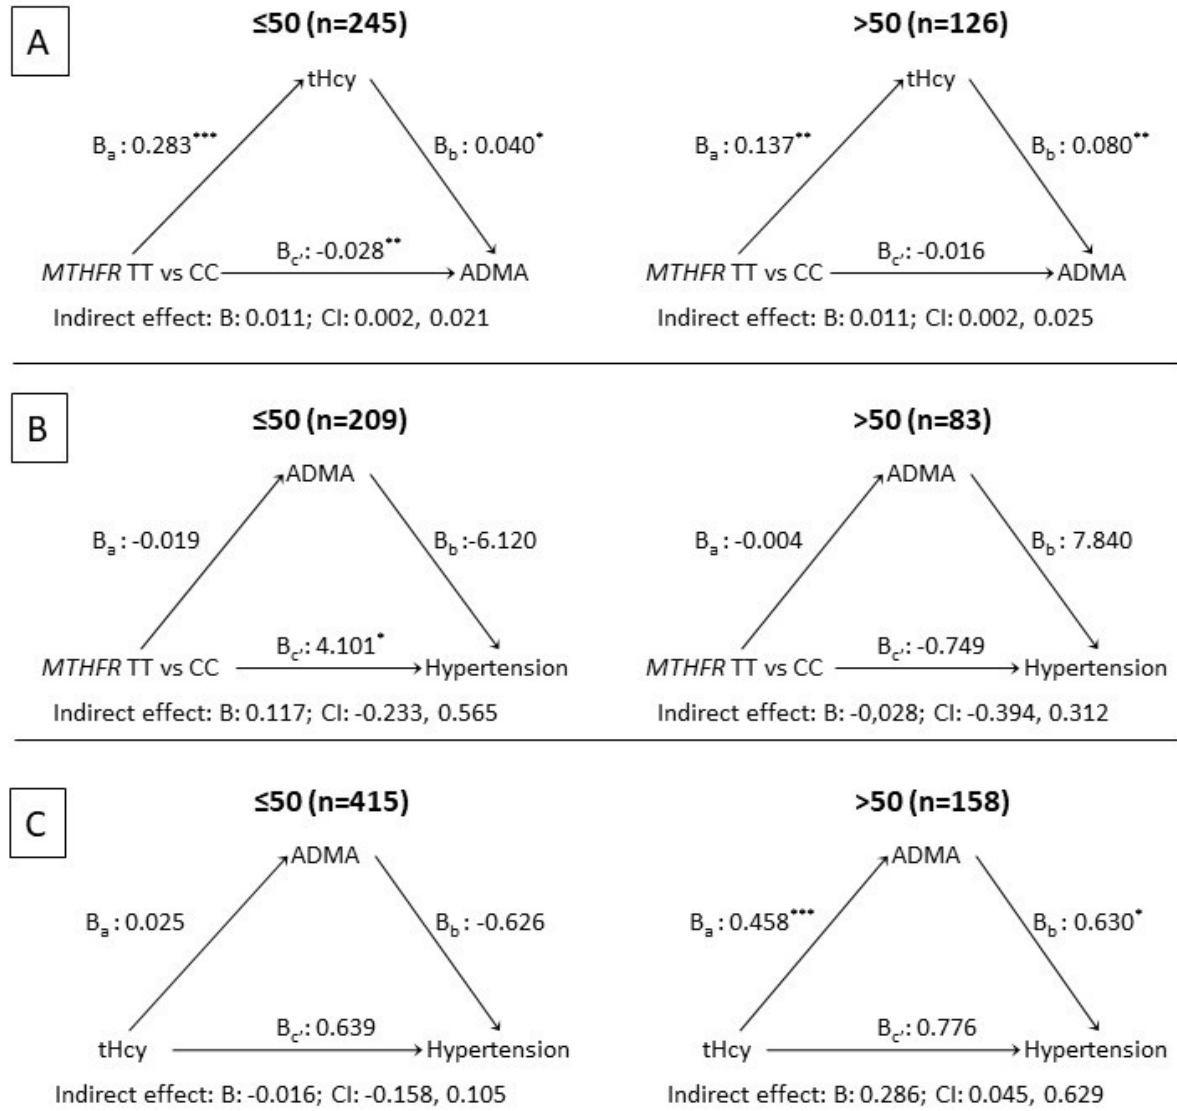 A
≤50 (n=245)
>50 (n=126)
tHcy
tHcy
Ba : 0.283***
Bb : 0.040*
Ba : 0.137**
Bb : 0.080**
Bc': -0.028**
Bc': -0.016
MTHFR TT vs CC
ADMA
MTHFR TT vs CC
ADMA
Indirect effect: B: 0.011; CI: 0.002, 0.021
Indirect effect: B: 0.011; CI: 0.002, 0.025
B
≤50 (n=209)
>50 (n=83)
ADMA
ADMA
Ba : -0.019
Bb :-6.120
Ba : -0.004
Bb : 7.840
Bc': 4.101*
Bc': -0.749
MTHFR TT vs CC
Hypertension
MTHFR TT vs CC
Hypertension
Indirect effect: B: 0.117; CI: -0.233, 0.565
Indirect effect: B: -0,028; CI: -0.394, 0.312
C
≤50 (n=415)
>50 (n=158)
ADMA
ADMA
Ba : 0.025
Bb : -0.626
Ba : 0.458***
Bb : 0.630*
Bc': 0.639
Bc': 0.776
tHcy
Hypertension
tHcy
Hypertension
Indirect effect: B: -0.016; CI: -0.158, 0.105
Indirect effect: B: 0.286; CI: 0.045, 0.629